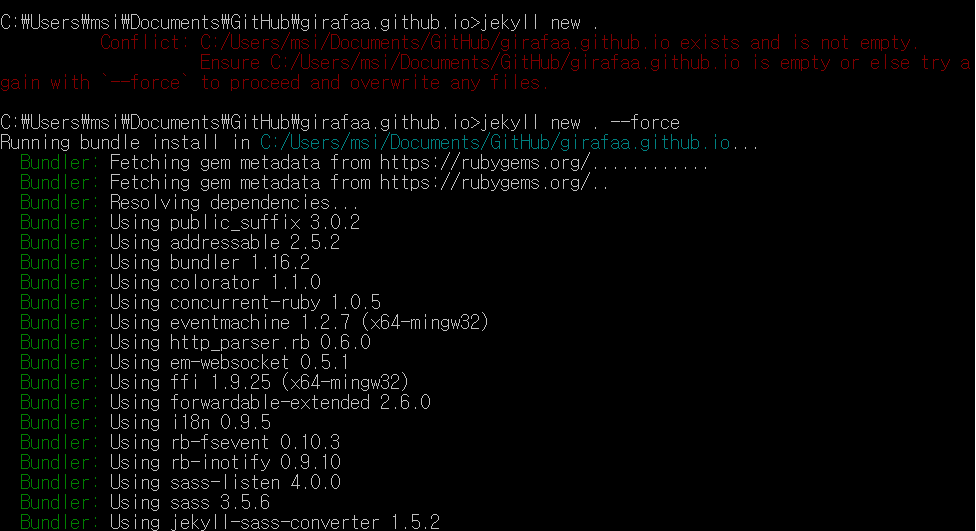 C:₩Users₩msi₩Documents₩GitHub₩girafaa.github.io>jekyll new .
Conflict: C:/Users/msi/Documents/GitHub/girafaa.github.io exists and is not empty.
Ensure C:/Users/msi/Documents/GitHub/girafaa.github.io is empty or else try a
gain with `--force` to proceed and overwrite any files.
C:₩Users₩msi₩Documents₩GitHub₩girafaa.github.io>jekyll new . --force
Running bundle install in C:/Users/msi/Documents/GitHub/girafaa.github.io...
Bundler: Fetching gem metadata from https://rubygems.org/............
Bundler: Fetching gem metadata from https://rubygems.org/..
Bundler: Resolving dependencies...
Bundler: Using public_suffix 3.0.2
Bundler: Using addressable 2.5.2
Bundler: Using bundler 1.16.2
Bundler: Using colorator 1.1.0
Bundler: Using concurrent-ruby 1.0.5
Bundler: Using eventmachine 1.2.7 (x64-mingw32)
Bundler: Using http_parser.rb 0.6.0
Bundler: Using em-websocket 0.5.1
Bundler: Using ffi 1.9.25 (x64-mingw32)
Bundler: Using forwardable-extended 2.6.0
Bundler: Using i18n 0.9.5
Bundler: Using rb-fsevent 0.10.3
Bundler: Using rb-inotify 0.9.10
Bundler: Using sass-listen 4.0.0
Bundler: Using sass 3.5.6
Bundler: Using jekyll-sass-converter 1.5.2